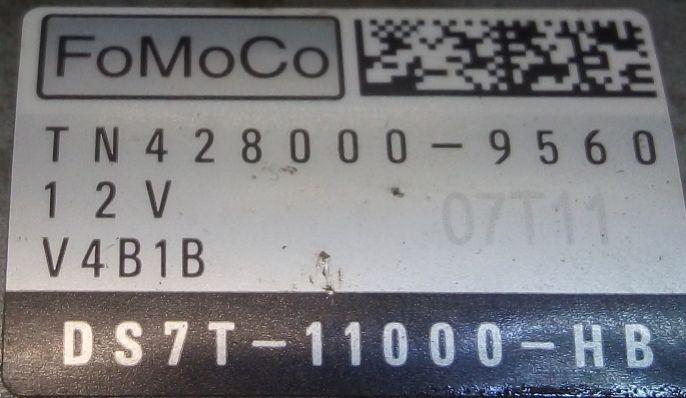 FoMoCo
TN428000-9560
12V
07T11
V4B1B
DS7T-11000-HB